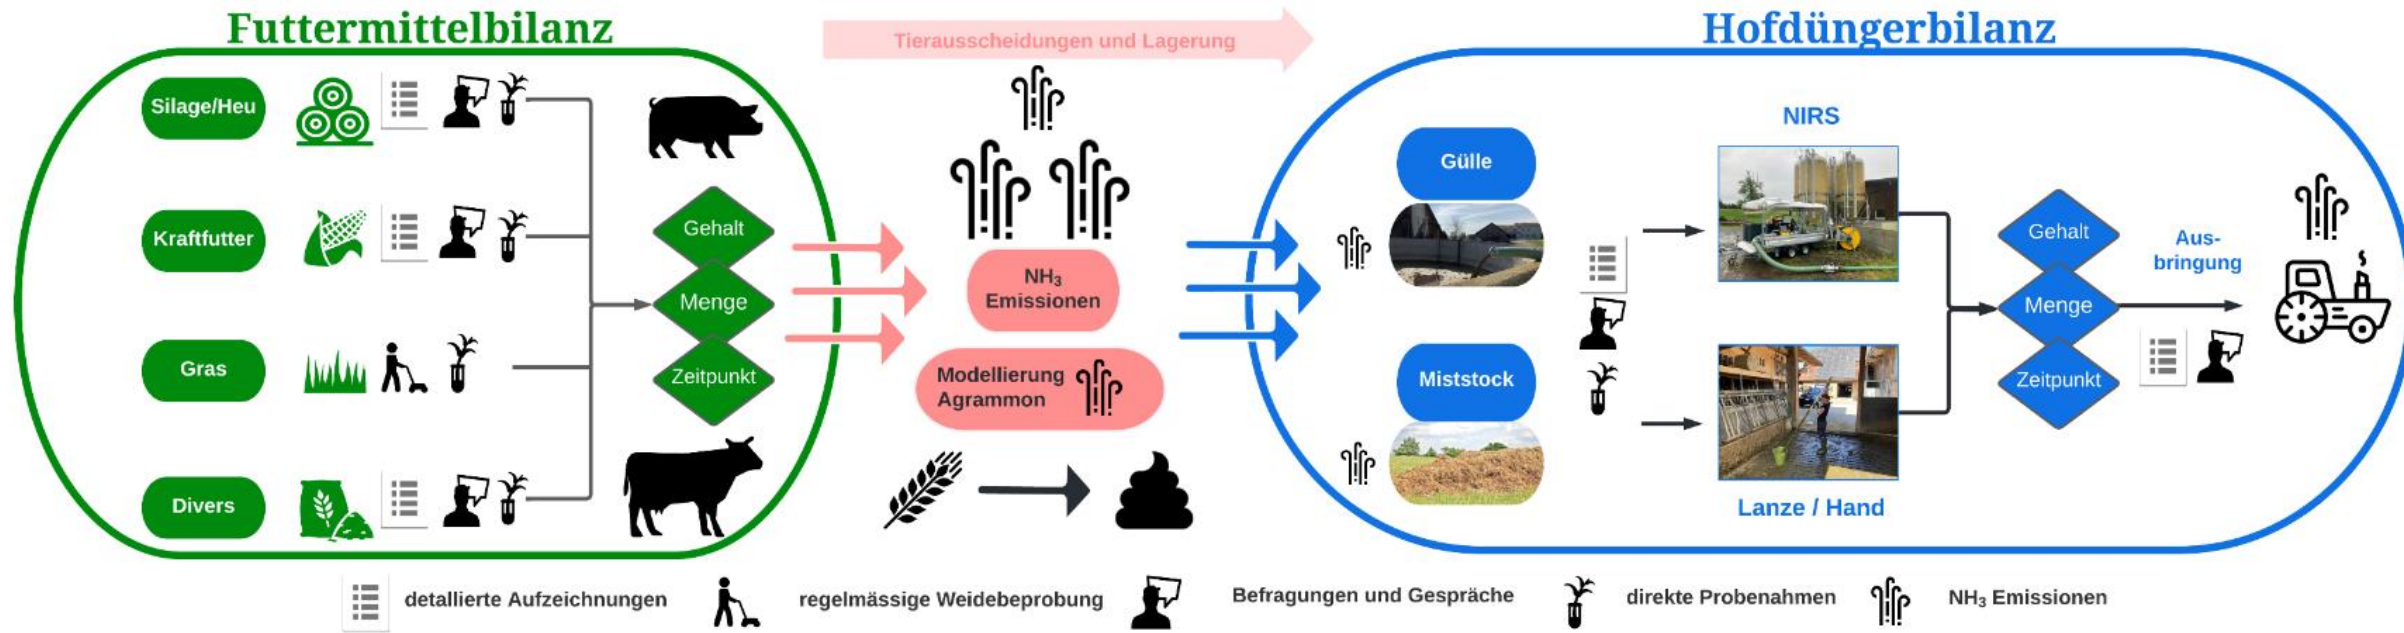 Futtermittelbilanz
Tierausscheidungen und Lagerung
Hofdüngerbilanz
Silage/Heu
Kraftfutter
Gras
Divers
Gehalt
Menge
Zeitpunkt
NH₃
Emissionen
Modellierung
Agrammon
Gülle
Miststock
NIRS
Lanze / Hand
Gehalt
Menge
Zeitpunkt
Aus-
bringung
detallierte Aufzeichnungen
regelmässige Weidebeprobung
Befragungen und Gespräche
direkte Probenahmen
NH₃ Emissionen